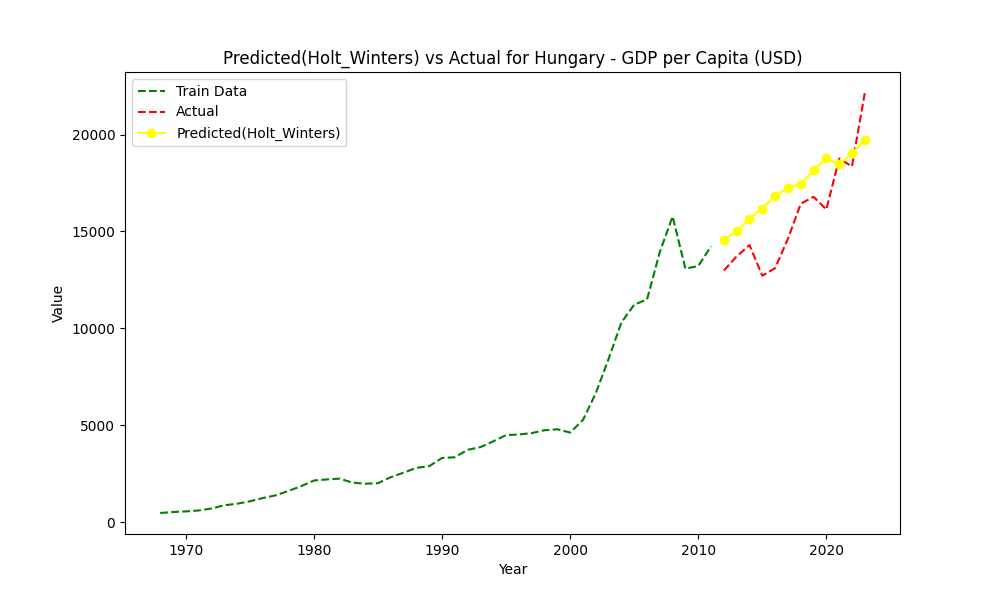 Predicted(Holt_Winters) vs Actual for Hungary - GDP per Capita (USD)
Train Data
Actual
Predicted(Holt_Winters)
20000
15000
10000
5000
0
Value
1970 1980 1990 2000 2010 2020
Year